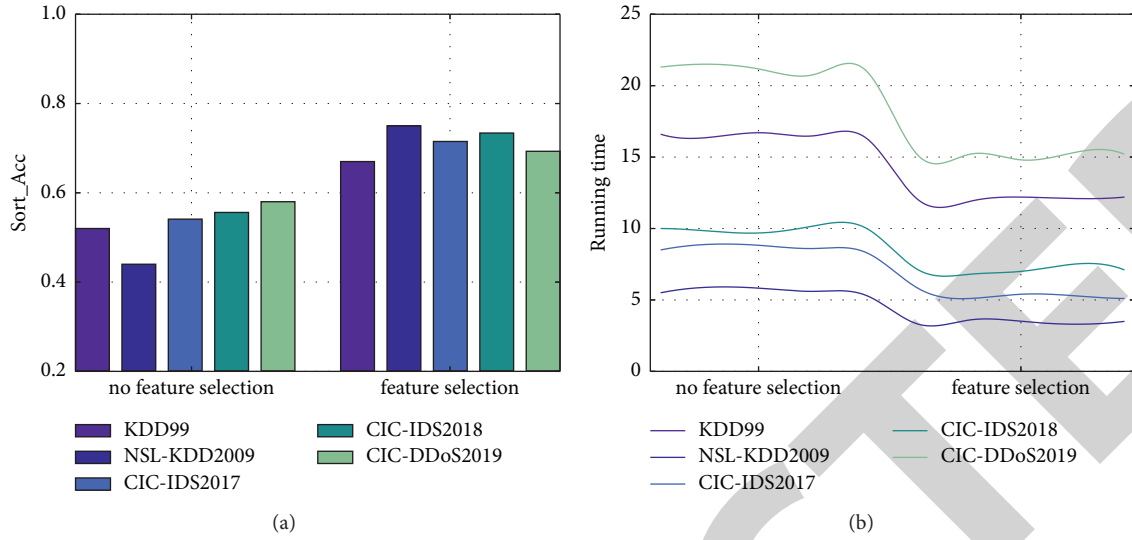 1.0
0.8
0.6
0.4
0.2
Sort_Acc
no feature selection
feature selection
KDD99
NSL-KDD2009
CIC-IDS2017
CIC-IDS2018
CIC-DDoS2019
(a)
25
20
15
10
5
0
Running time
no feature selection
feature selection
KDD99
NSL-KDD2009
CIC-IDS2017
CIC-IDS2018
CIC-DDoS2019
(b)